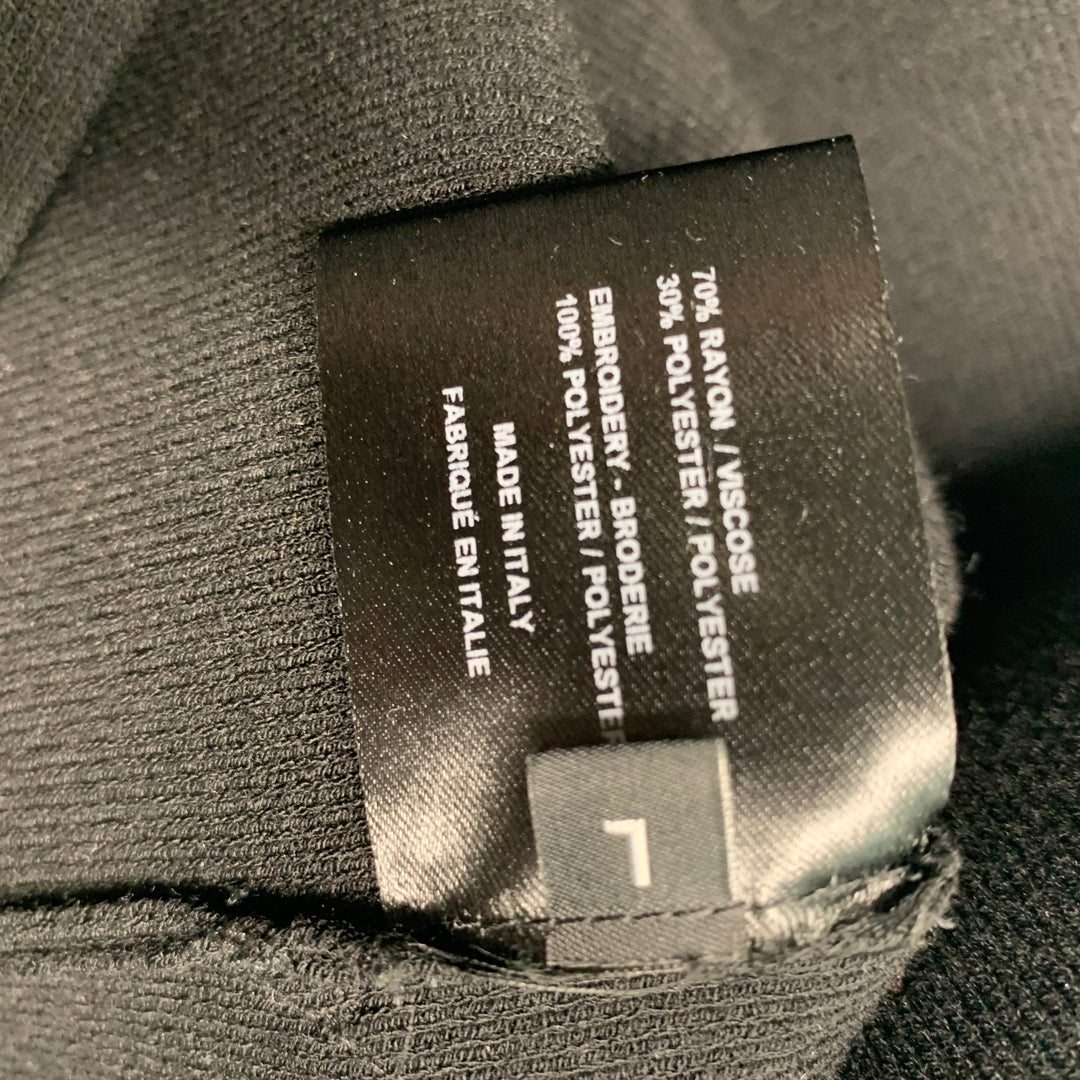 70% RAYON / VISCOSE
30% POLYESTER / POLYESTER
EMBROIDERY - BRODERIE
100% POLYESTER / POLYESTER
MADE IN ITALY
FABRIQUÉ EN ITALIE
L